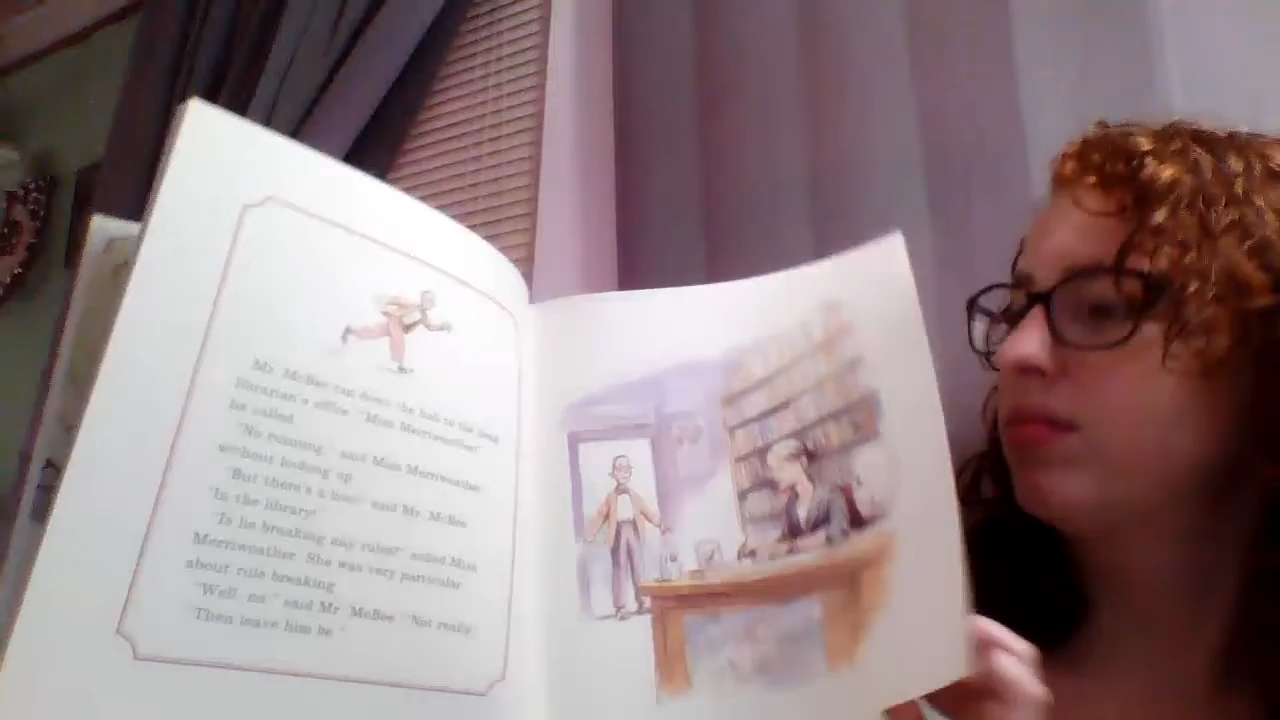 Mr. McBee ran down the hall to the head
librarian's office. "Miss Merriweather!"
he called.
"No running," said Miss Merriweather
without looking up.
"But there's a lion," said Mr. McBee.
"In the library!"
"Is he breaking any rules?" asked Miss
Merriweather. She was very particular
about rule breaking.
"Well, no," said Mr. McBee. "Not really."
"Then leave him be."